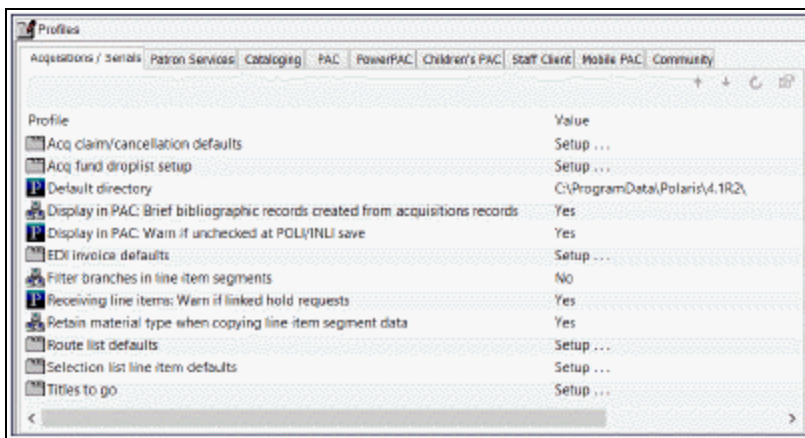 Profiles
Acquisitions / Serials Patron Services Cataloging PAC PowerPAC Children's PAC Staff Client Mobile PAC Community
Profile Value
Acq claim/cancellation defaults Setup ...
Acq fund droplist setup Setup ...
Default directory C:\ProgramData\Polaris\4.1R2\
Display in PAC: Brief bibliographic records created from acquisitions records Yes
Display in PAC: Warn if unchecked at POLI/INLI save Yes
EDI invoice defaults Setup ...
Filter branches in line item segments No
Receiving line items: Warn if linked hold requests Yes
Retain material type when copying line item segment data Yes
Route list defaults Setup ...
Selection list line item defaults Setup ...
Titles to go Setup ...